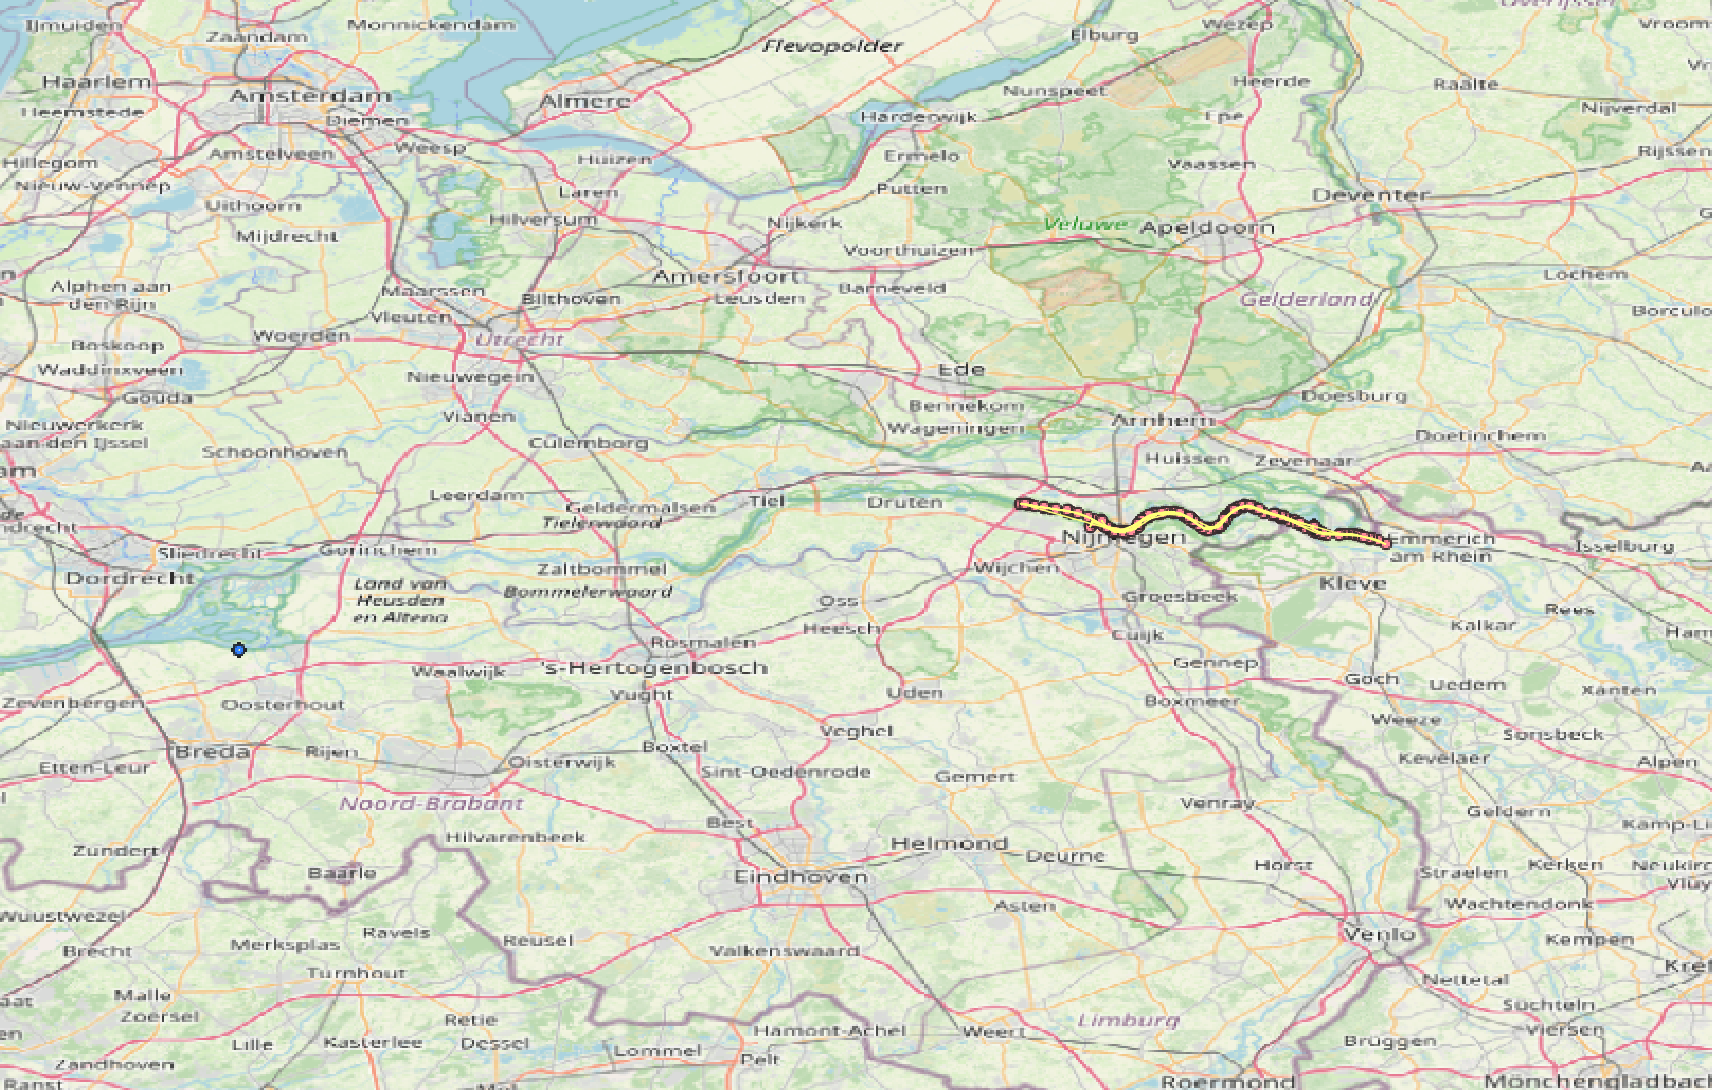 IJmuiden
Zaandam
Monnickendam
Flevopolder
Elburg
Wezep
Overijssel
Vroom
Haarlem
Amsterdam
Almere
Nunspeet
Heerde
Raalte
Heemstede
Diemen
Harderwijk
Epe
Nijverdal
Hillegom
Amstelveen
Weesp
Huizen
Ermelo
Vaassen
Rijssen
Nieuw-Vennep
Laren
Putten
Deventer
Uithoorn
Hilversum
Nijkerk
Veluwe
Apeldoorn
Mijdrecht
Voorthuizen
Alphen aan
den Rijn
Maarssen
Bilthoven
Amersfoort
Leusden
Barneveld
Gelderland
Lochem
Vleuten
Borculo
Boskoop
Woerden
Utrecht
Waddinxveen
Nieuwegein
Ede
Gouda
Vianen
Bennekom
Doesburg
Nieuwerkerk
aan den IJssel
Culemborg
Wageningen
Arnhem
Doetinchem
Schoonhoven
Huissen
Zevenaar
Leerdam
Geldermalsen
Tiel
Druten
Tielerwaard
Nijmegen
Emmerich
am Rhein
Isselburg
Sliedrecht
Gorinchem
Dordrecht
Zaltbommel
Wijchen
Kleve
Land van
Heusden
en Altena
Bommelerwaard
Oss
Groesbeek
Rees
Heesch
Cuijk
Kalkar
Ham
Rosmalen
Waalwijk
's-Hertogenbosch
Gennep
Goch
Uedem
Xanten
Zevenbergen
Oosterhout
Vught
Uden
Boxmeer
Weeze
Breda
Rijen
Boxtel
Veghel
Sonsbeck
Etten-Leur
Oisterwijk
Sint-Oedenrode
Gemert
Kevelaer
Alpen
Noord-Brabant
Venray
Geldern
Hilvarenbeek
Best
Kamp-Li
Zundert
Helmond
Deurne
Horst
Kerken
Neukirc
Baarle
Eindhoven
Straelen
Vluy
Wuustwezel
Asten
Wachtendonk
Merksplas
Ravels
Reusel
Venlo
Kempen
Brecht
Valkenswaard
Kref
Turnhout
Nettetal
Malle
Süchteln
Zoersel
Retie
Hamont-Achel
Weert
Limburg
Viersen
Lille
Kasterlee
Dessel
Lommel
Pelt
Brüggen
Zandhoven
Ranst
Mol
Roermond
Mönchengladbach